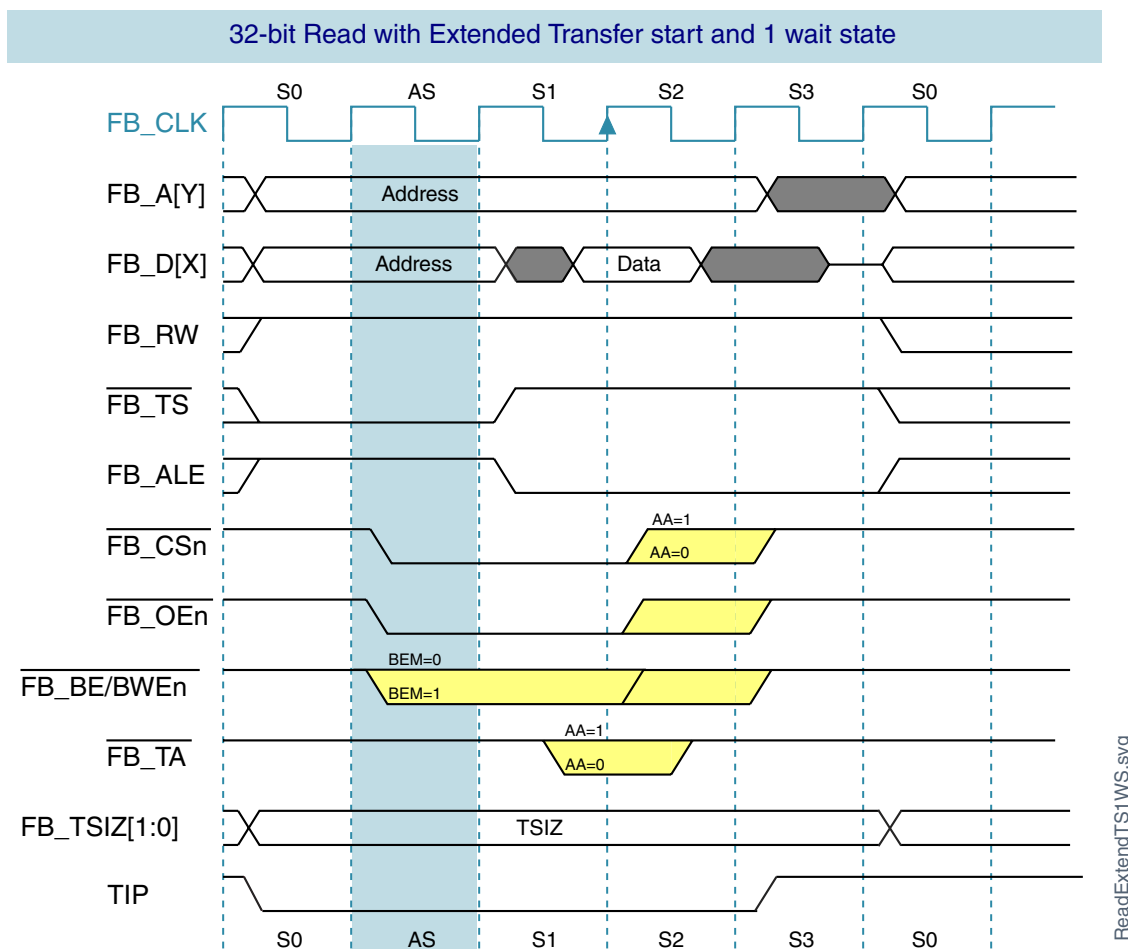 32-bit Read with Extended Transfer start and 1 wait state
S0 AS S1 S2 S3 S0
FB_CLK
FB_A[Y] Address
FB_D[X] Address Data
FB_RW
FB_TS
FB_ALE
AA=1
FB_CSn AA=0
FB_OEn
BEM=0
FB_BE/BWEn BEM=1
AA=1
FB_TA AA=0
FB_TSIZ[1:0] TSIZ
TIP
S0 AS S1 S2 S3 S0
ReadExtendTS1WS.svg